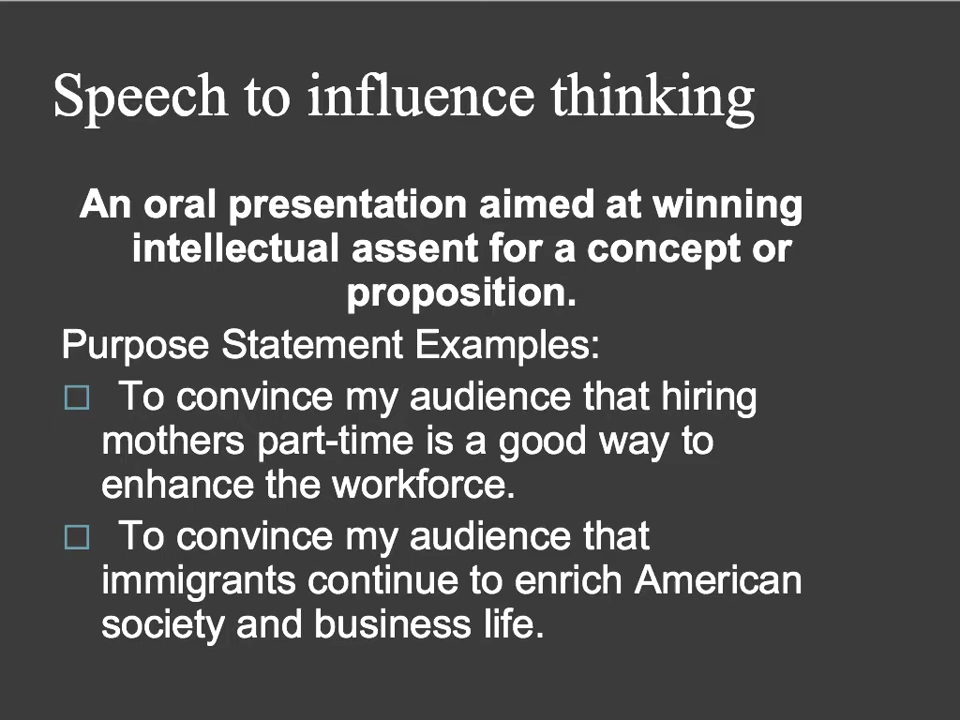 Speech to influence thinking
An oral presentation aimed at winning
intellectual assent for a concept or
proposition.
Purpose Statement Examples:
To convince my audience that hiring
mothers part-time is a good way to
enhance the workforce.
To convince my audience that
immigrants continue to enrich American
society and business life.